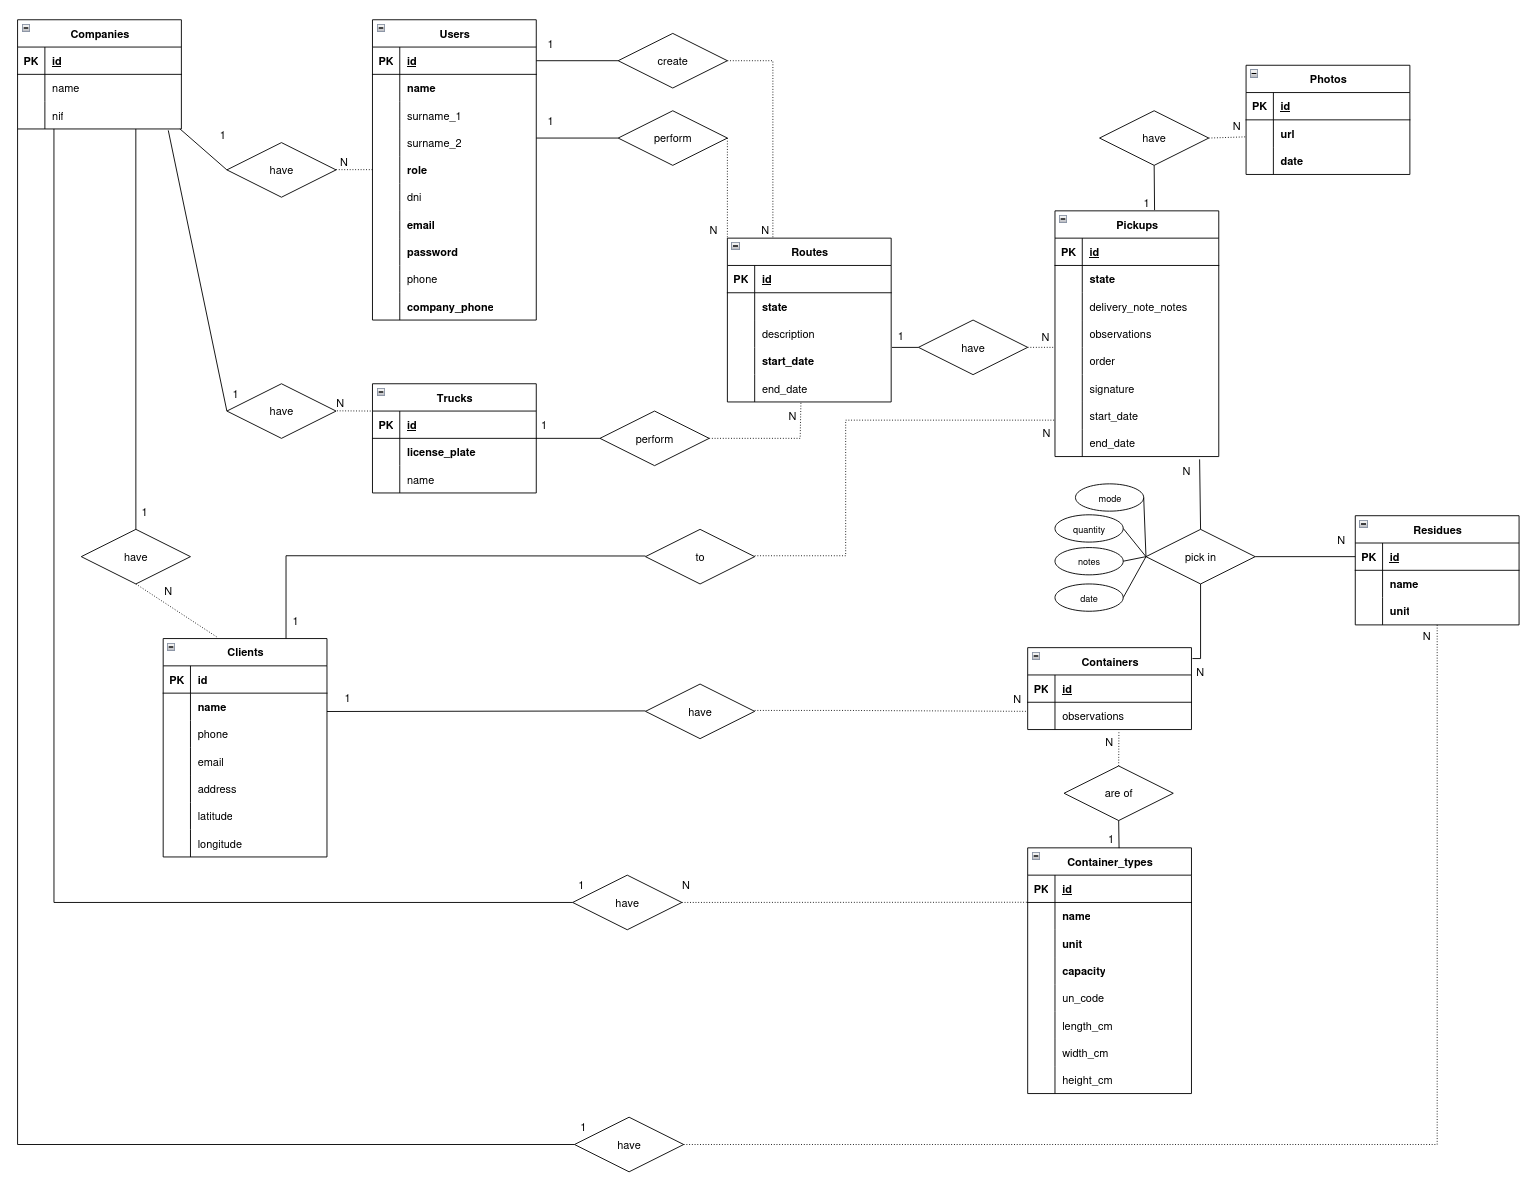 Companies
PK id
name
nif
Users
PK id
name
surname_1
surname_2
role
dni
email
password
phone
company_phone
1
create
N
1
perform
N
1
have
N
Photos
PK id
url
date
have
N
1
Pickups
PK id
state
delivery_note_notes
observations
order
signature
start_date
end_date
Routes
PK id
state
description
start_date
end_date
1
have
N
1
have
N
Trucks
PK id
license_plate
name
1
perform
N
N
N
mode
quantity
notes
date
pick in
N
Residues
PK id
name
unit
N
1
have
N
to
1
Clients
PK id
name
phone
email
address
latitude
longitude
1
have
N
Containers
PK id
observations
N
N
are of
1
Container_types
PK id
name
unit
capacity
un_code
length_cm
width_cm
height_cm
1
have
N
1
have